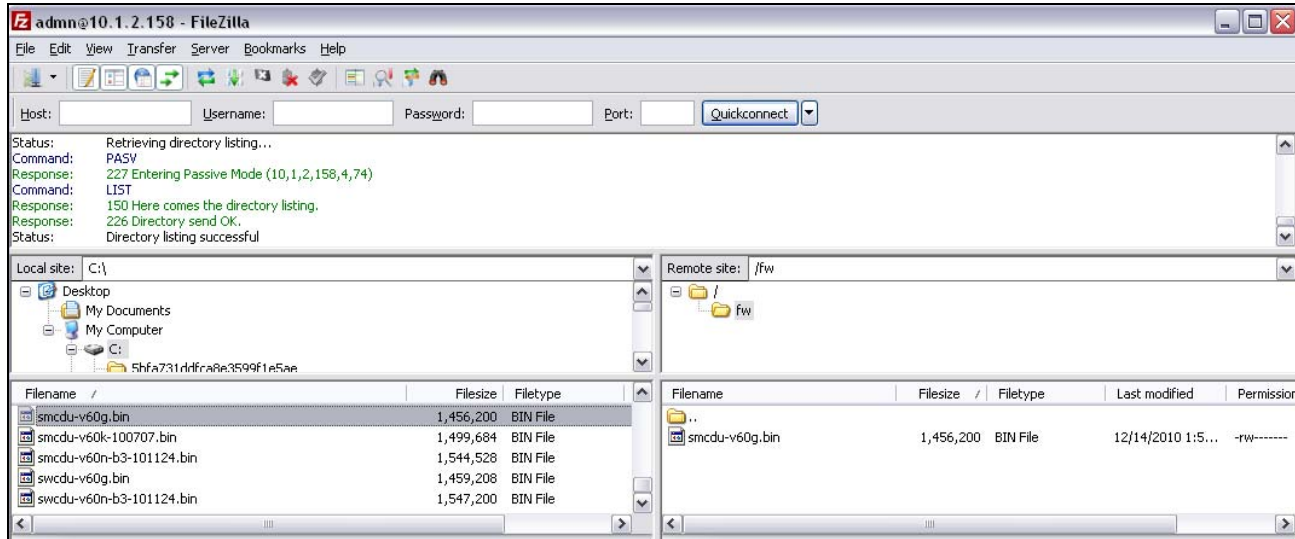 admn@10.1.2.158 - FileZilla
File Edit View Transfer Server Bookmarks Help
Host: Username: Password: Port: Quickconnect
Status: Retrieving directory listing...
Command: PASV
Response: 227 Entering Passive Mode (10,1,2,158,4,74)
Command: LIST
Response: 150 Here comes the directory listing.
Response: 226 Directory send OK.
Status: Directory listing successful
Local site: C:\
Desktop
My Documents
My Computer
C:
5bfa731ddfca8e3599f1e5ae
Remote site: /fw
/
fw
Filename / Filesize Filetype
smcdu-v60g.bin 1,456,200 BIN File
smcdu-v60k-100707.bin 1,499,684 BIN File
smcdu-v60n-b3-101124.bin 1,544,528 BIN File
swcdu-v60g.bin 1,459,208 BIN File
swcdu-v60n-b3-101124.bin 1,547,200 BIN File
Filename Filesize / Filetype Last modified Permission
..
smcdu-v60g.bin 1,456,200 BIN File 12/14/2010 1:5... -rw-------